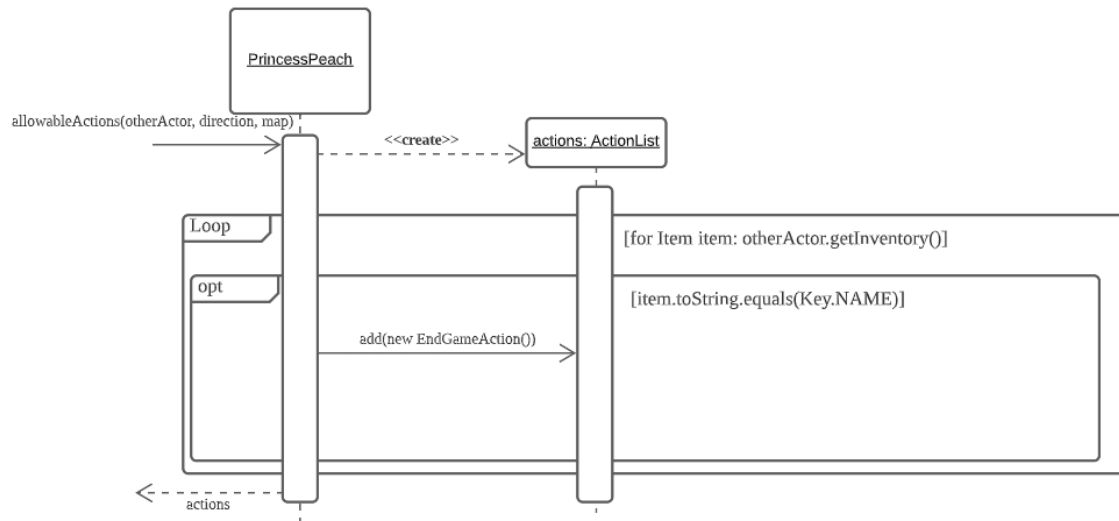 PrincessPeach
allowableActions(otherActor, direction, map)
<<create>>
actions: ActionList
Loop
[for Item item: otherActor.getInventory()]
opt
[item.toString.equals(Key.NAME)]
add(new EndGameAction())
actions